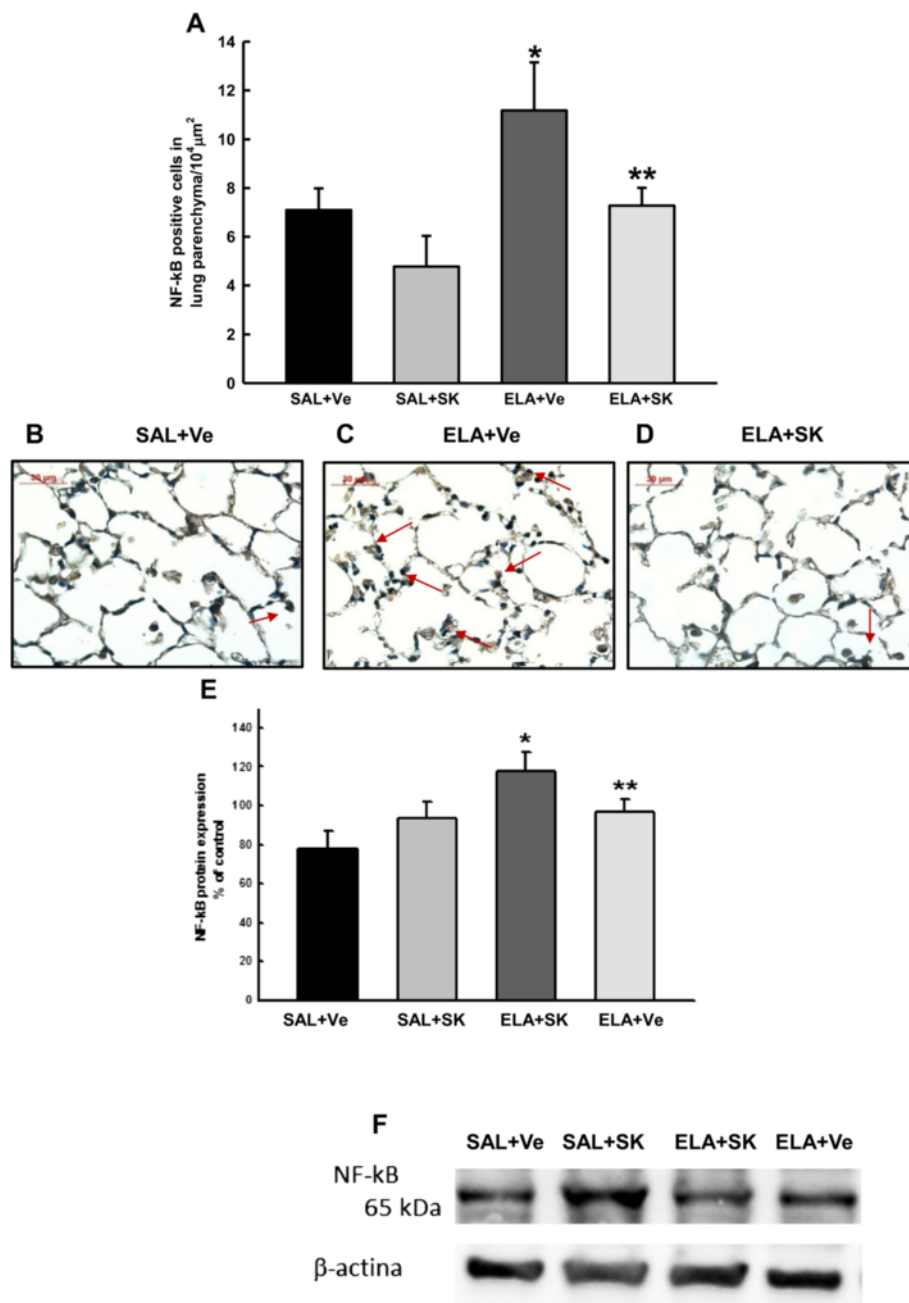 A
NF-kB positive cells in
lung parenchyma/10⁴µm²
14
12
10
8
6
4
2
0
*
**
SAL+Ve SAL+SK ELA+Ve ELA+SK
B SAL+Ve C ELA+Ve D ELA+SK
30 µm 30 µm 30 µm
E
NF-kB protein expression
% of control
140
120
100
80
60
40
20
0
*
**
SAL+Ve SAL+SK ELA+SK ELA+Ve
F
SAL+Ve SAL+SK ELA+SK ELA+Ve
NF-kB
65 kDa
β-actina